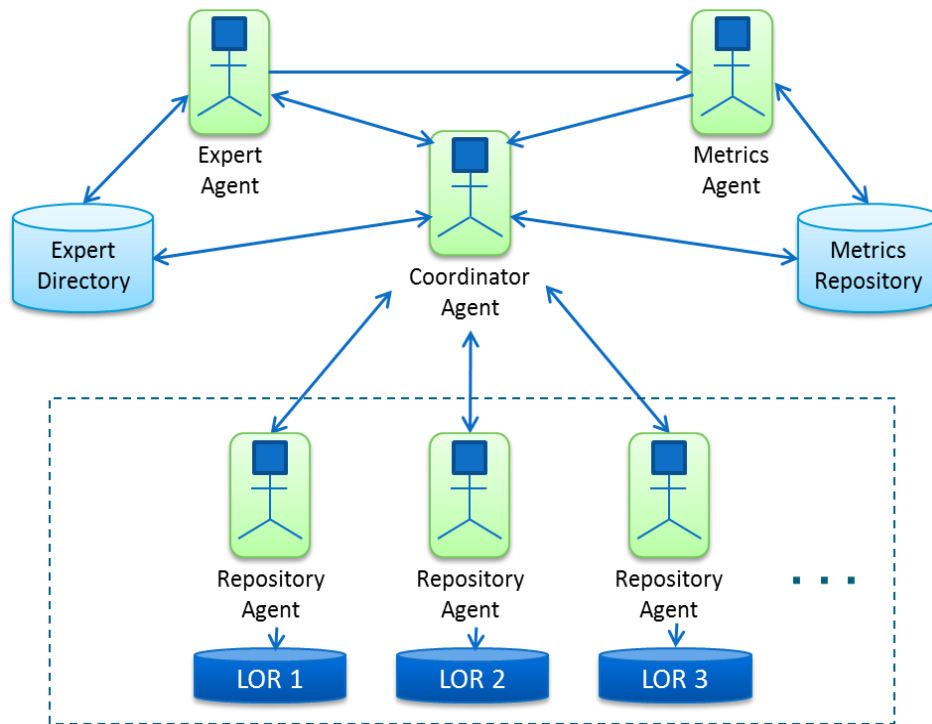 Expert
Agent
Metrics
Agent
Expert
Directory
Coordinator
Agent
Metrics
Repository
Repository
Agent
Repository
Agent
Repository
Agent
. . .
LOR 1
LOR 2
LOR 3